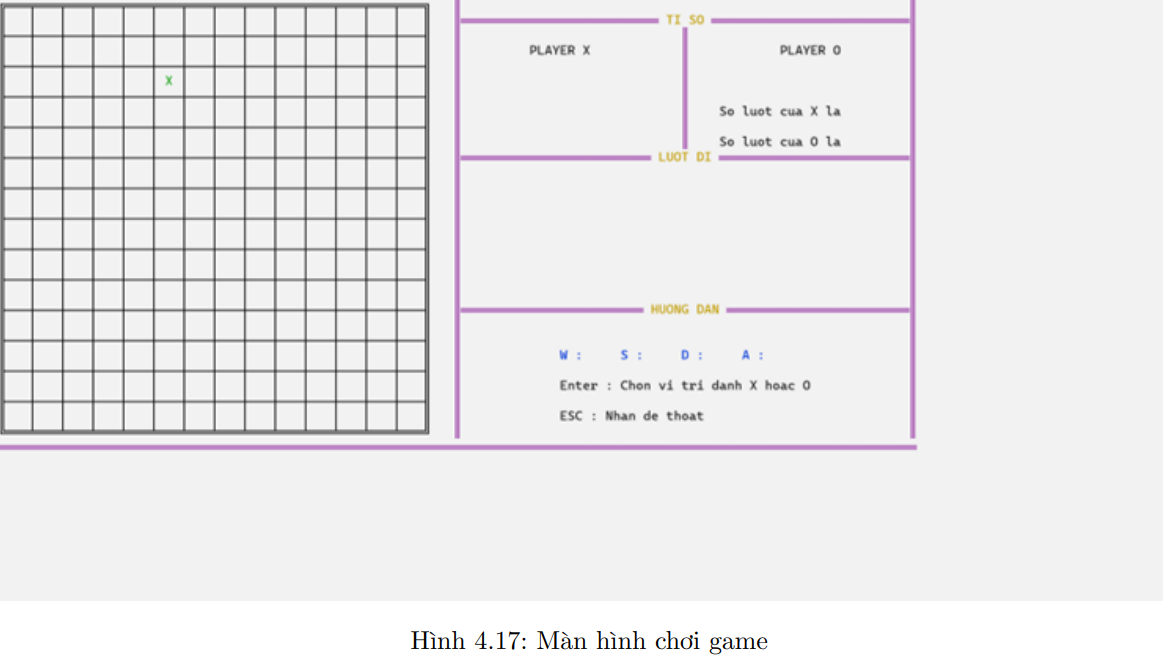 X
TI SO
PLAYER X PLAYER O
So luot cua X la
So luot cua O la
LUOT DI
HUONG DAN
W : S : D : A :
Enter : Chon vi tri danh X hoac O
ESC : Nhan de thoat
Hình 4.17: Màn hình chơi game